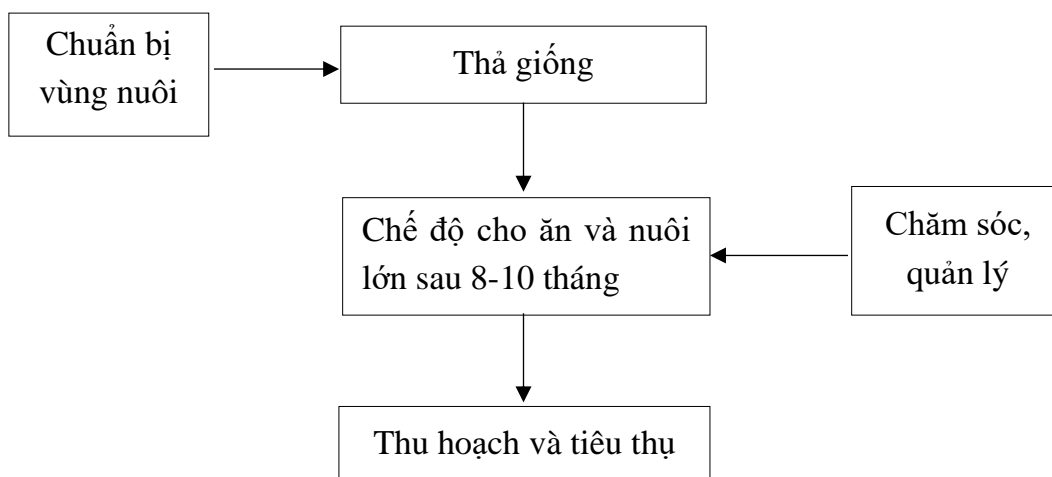 Chuẩn bị
vùng nuôi
Thả giống
Chế độ cho ăn và nuôi
lớn sau 8-10 tháng
Chăm sóc,
quản lý
Thu hoạch và tiêu thụ